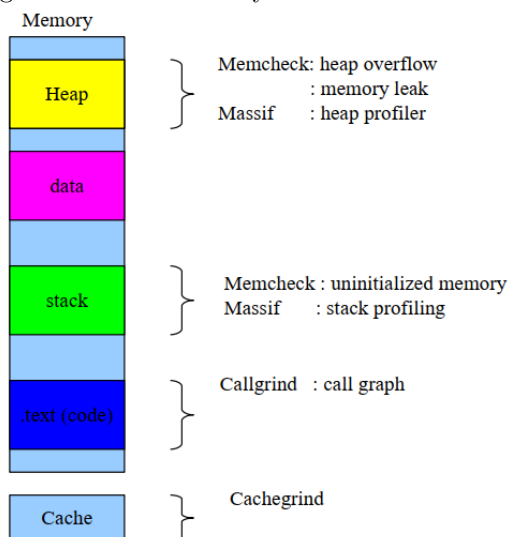 Memory
Heap
Memcheck: heap overflow
: memory leak
Massif : heap profiler
data
stack
Memcheck : uninitialized memory
Massif : stack profiling
.text (code)
Callgrind : call graph
Cache
Cachegrind